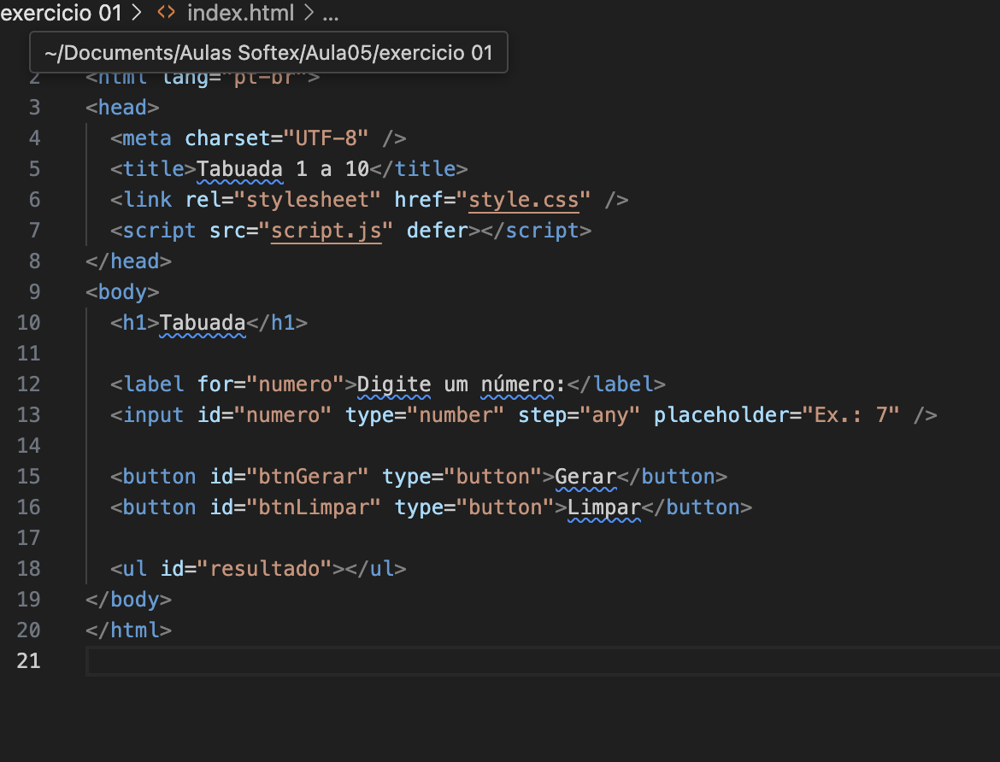 exercicio 01 > <> index.html > ...
~/Documents/Aulas Softex/Aula05/exercicio 01
2 <html lang="pt-br">
3 <head>
4 <meta charset="UTF-8" />
5 <title>Tabuada 1 a 10</title>
6 <link rel="stylesheet" href="style.css" />
7 <script src="script.js" defer></script>
8 </head>
9 <body>
10 <h1>Tabuada</h1>
11
12 <label for="numero">Digite um número:</label>
13 <input id="numero" type="number" step="any" placeholder="Ex.: 7" />
14
15 <button id="btnGerar" type="button">Gerar</button>
16 <button id="btnLimpar" type="button">Limpar</button>
17
18 <ul id="resultado"></ul>
19 </body>
20 </html>
21